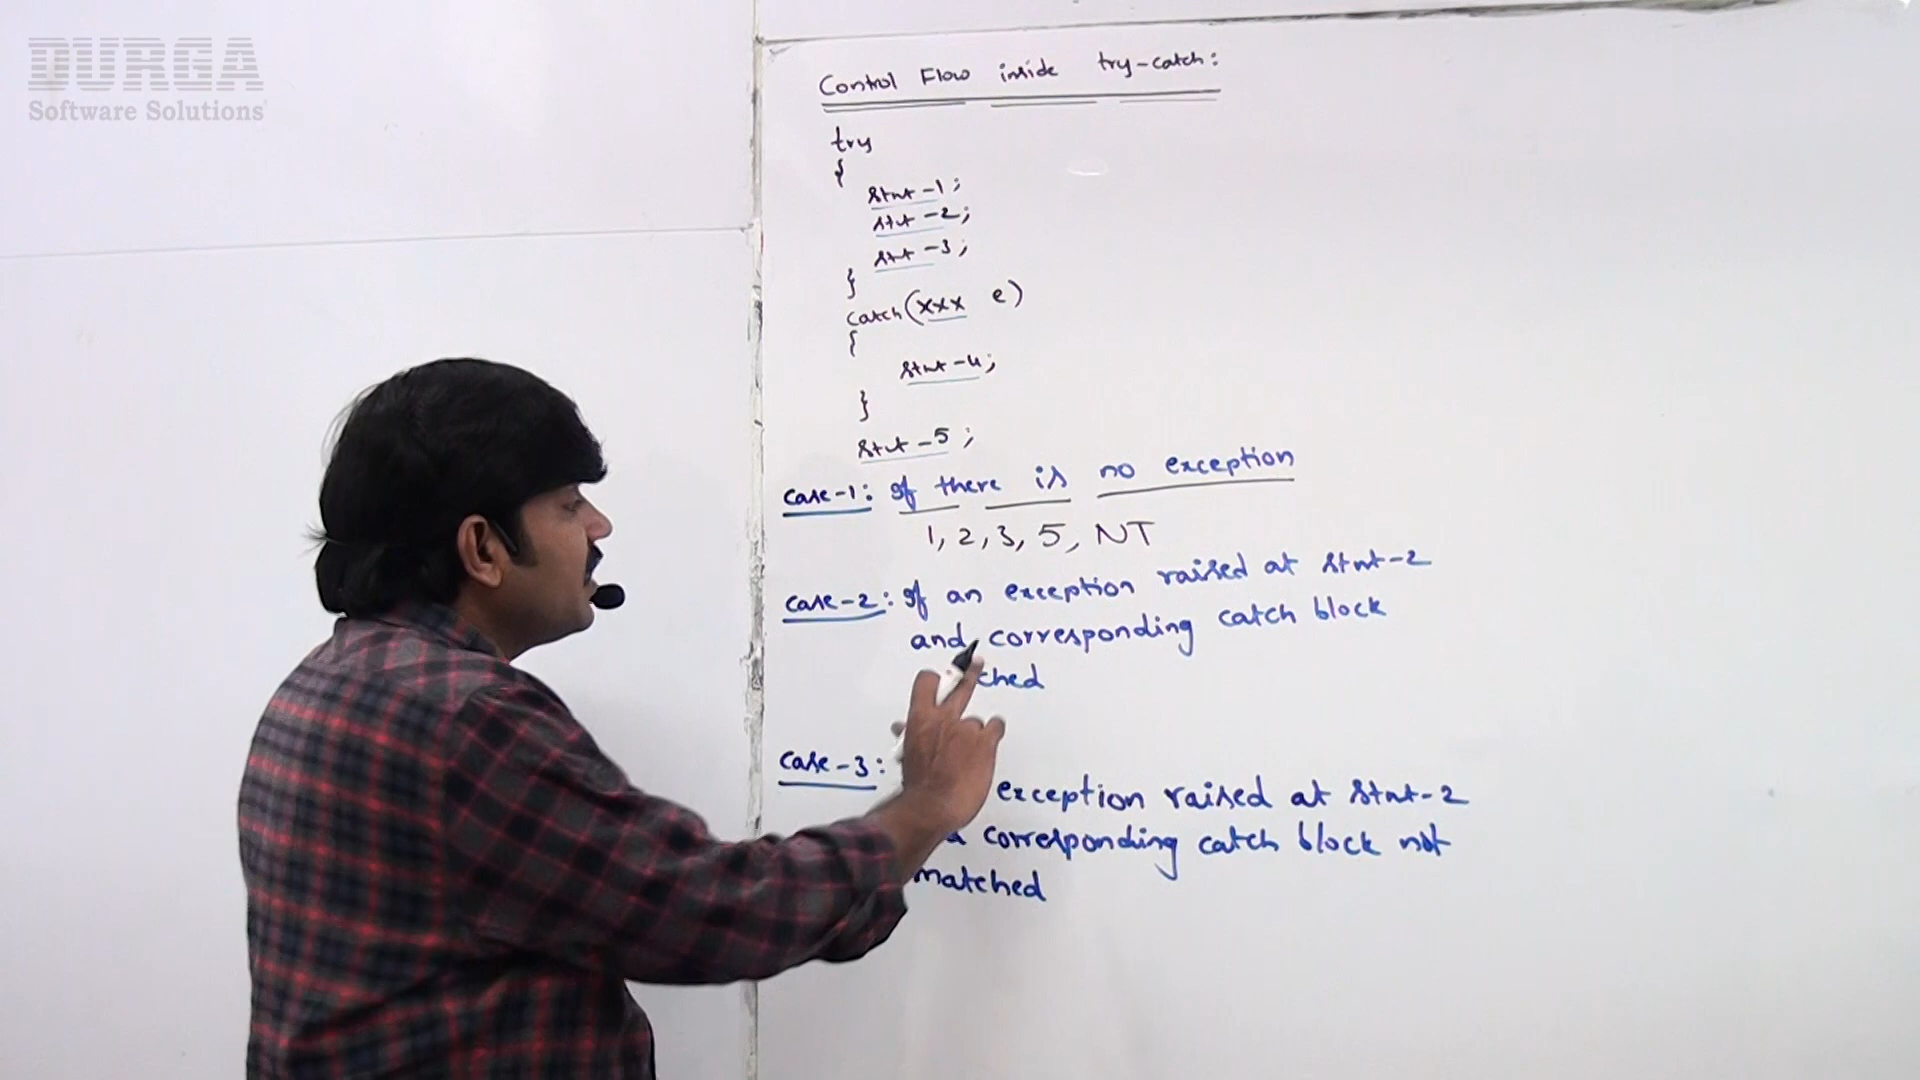 DURGA
Software Solutions
Control Flow inside try-catch:
try
{
stmt-1;
stmt-2;
stmt-3;
}
catch(xxx e)
{
stmt-4;
}
stmt-5;
case-1: If there is no exception
1, 2, 3, 5, NT
case-2: If an exception raised at stmt-2
and corresponding catch block
ched
case-3:
exception raised at stmt-2
corresponding catch block not
matched